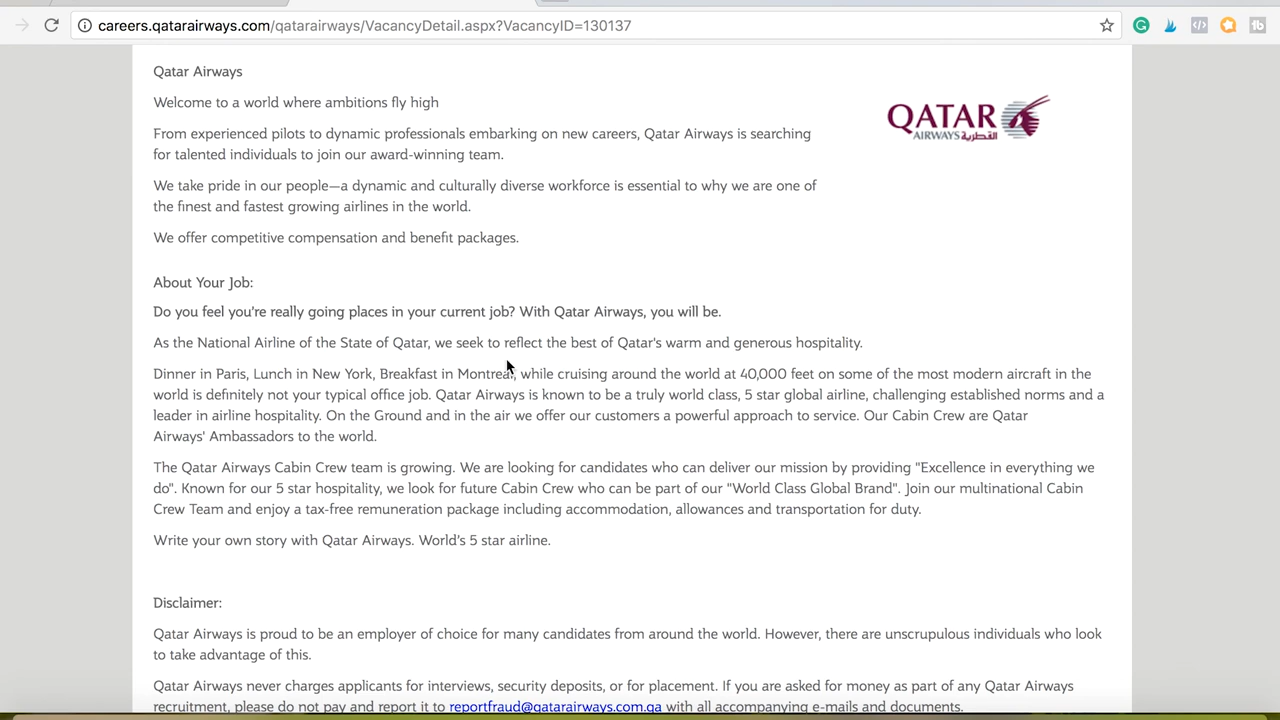 careers.qatarairways.com/qatarairways/VacancyDetail.aspx?VacancyID=130137
Qatar Airways
QATAR
AIRWAYS القطرية
Welcome to a world where ambitions fly high
From experienced pilots to dynamic professionals embarking on new careers, Qatar Airways is searching
for talented individuals to join our award-winning team.
We take pride in our people—a dynamic and culturally diverse workforce is essential to why we are one of
the finest and fastest growing airlines in the world.
We offer competitive compensation and benefit packages.
About Your Job:
Do you feel you're really going places in your current job? With Qatar Airways, you will be.
As the National Airline of the State of Qatar, we seek to reflect the best of Qatar's warm and generous hospitality.
Dinner in Paris, Lunch in New York, Breakfast in Montreal, while cruising around the world at 40,000 feet on some of the most modern aircraft in the
world is definitely not your typical office job. Qatar Airways is known to be a truly world class, 5 star global airline, challenging established norms and a
leader in airline hospitality. On the Ground and in the air we offer our customers a powerful approach to service. Our Cabin Crew are Qatar
Airways' Ambassadors to the world.
The Qatar Airways Cabin Crew team is growing. We are looking for candidates who can deliver our mission by providing "Excellence in everything we
do". Known for our 5 star hospitality, we look for future Cabin Crew who can be part of our "World Class Global Brand". Join our multinational Cabin
Crew Team and enjoy a tax-free remuneration package including accommodation, allowances and transportation for duty.
Write your own story with Qatar Airways. World's 5 star airline.
Disclaimer:
Qatar Airways is proud to be an employer of choice for many candidates from around the world. However, there are unscrupulous individuals who look
to take advantage of this.
Qatar Airways never charges applicants for interviews, security deposits, or for placement. If you are asked for money as part of any Qatar Airways
recruitment, please do not pay and report it to reportfraud@qatarairways.com.qa with all accompanying e-mails and documents.